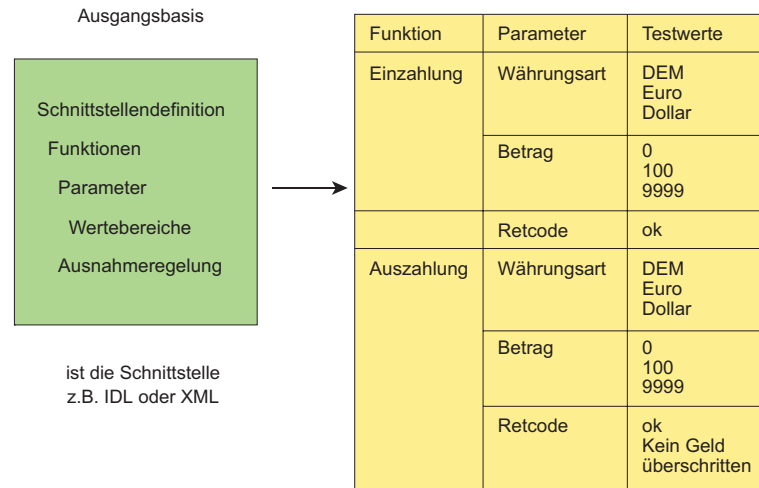 Ausgangsbasis
Schnittstellendefinition
Funktionen
Parameter
Wertebereiche
Ausnahmeregelung
ist die Schnittstelle
z.B. IDL oder XML
Funktion Parameter Testwerte
Einzahlung Währungsart DEM
Euro
Dollar
Betrag 0
100
9999
Retcode ok
Auszahlung Währungsart DEM
Euro
Dollar
Betrag 0
100
9999
Retcode ok
Kein Geld
überschritten